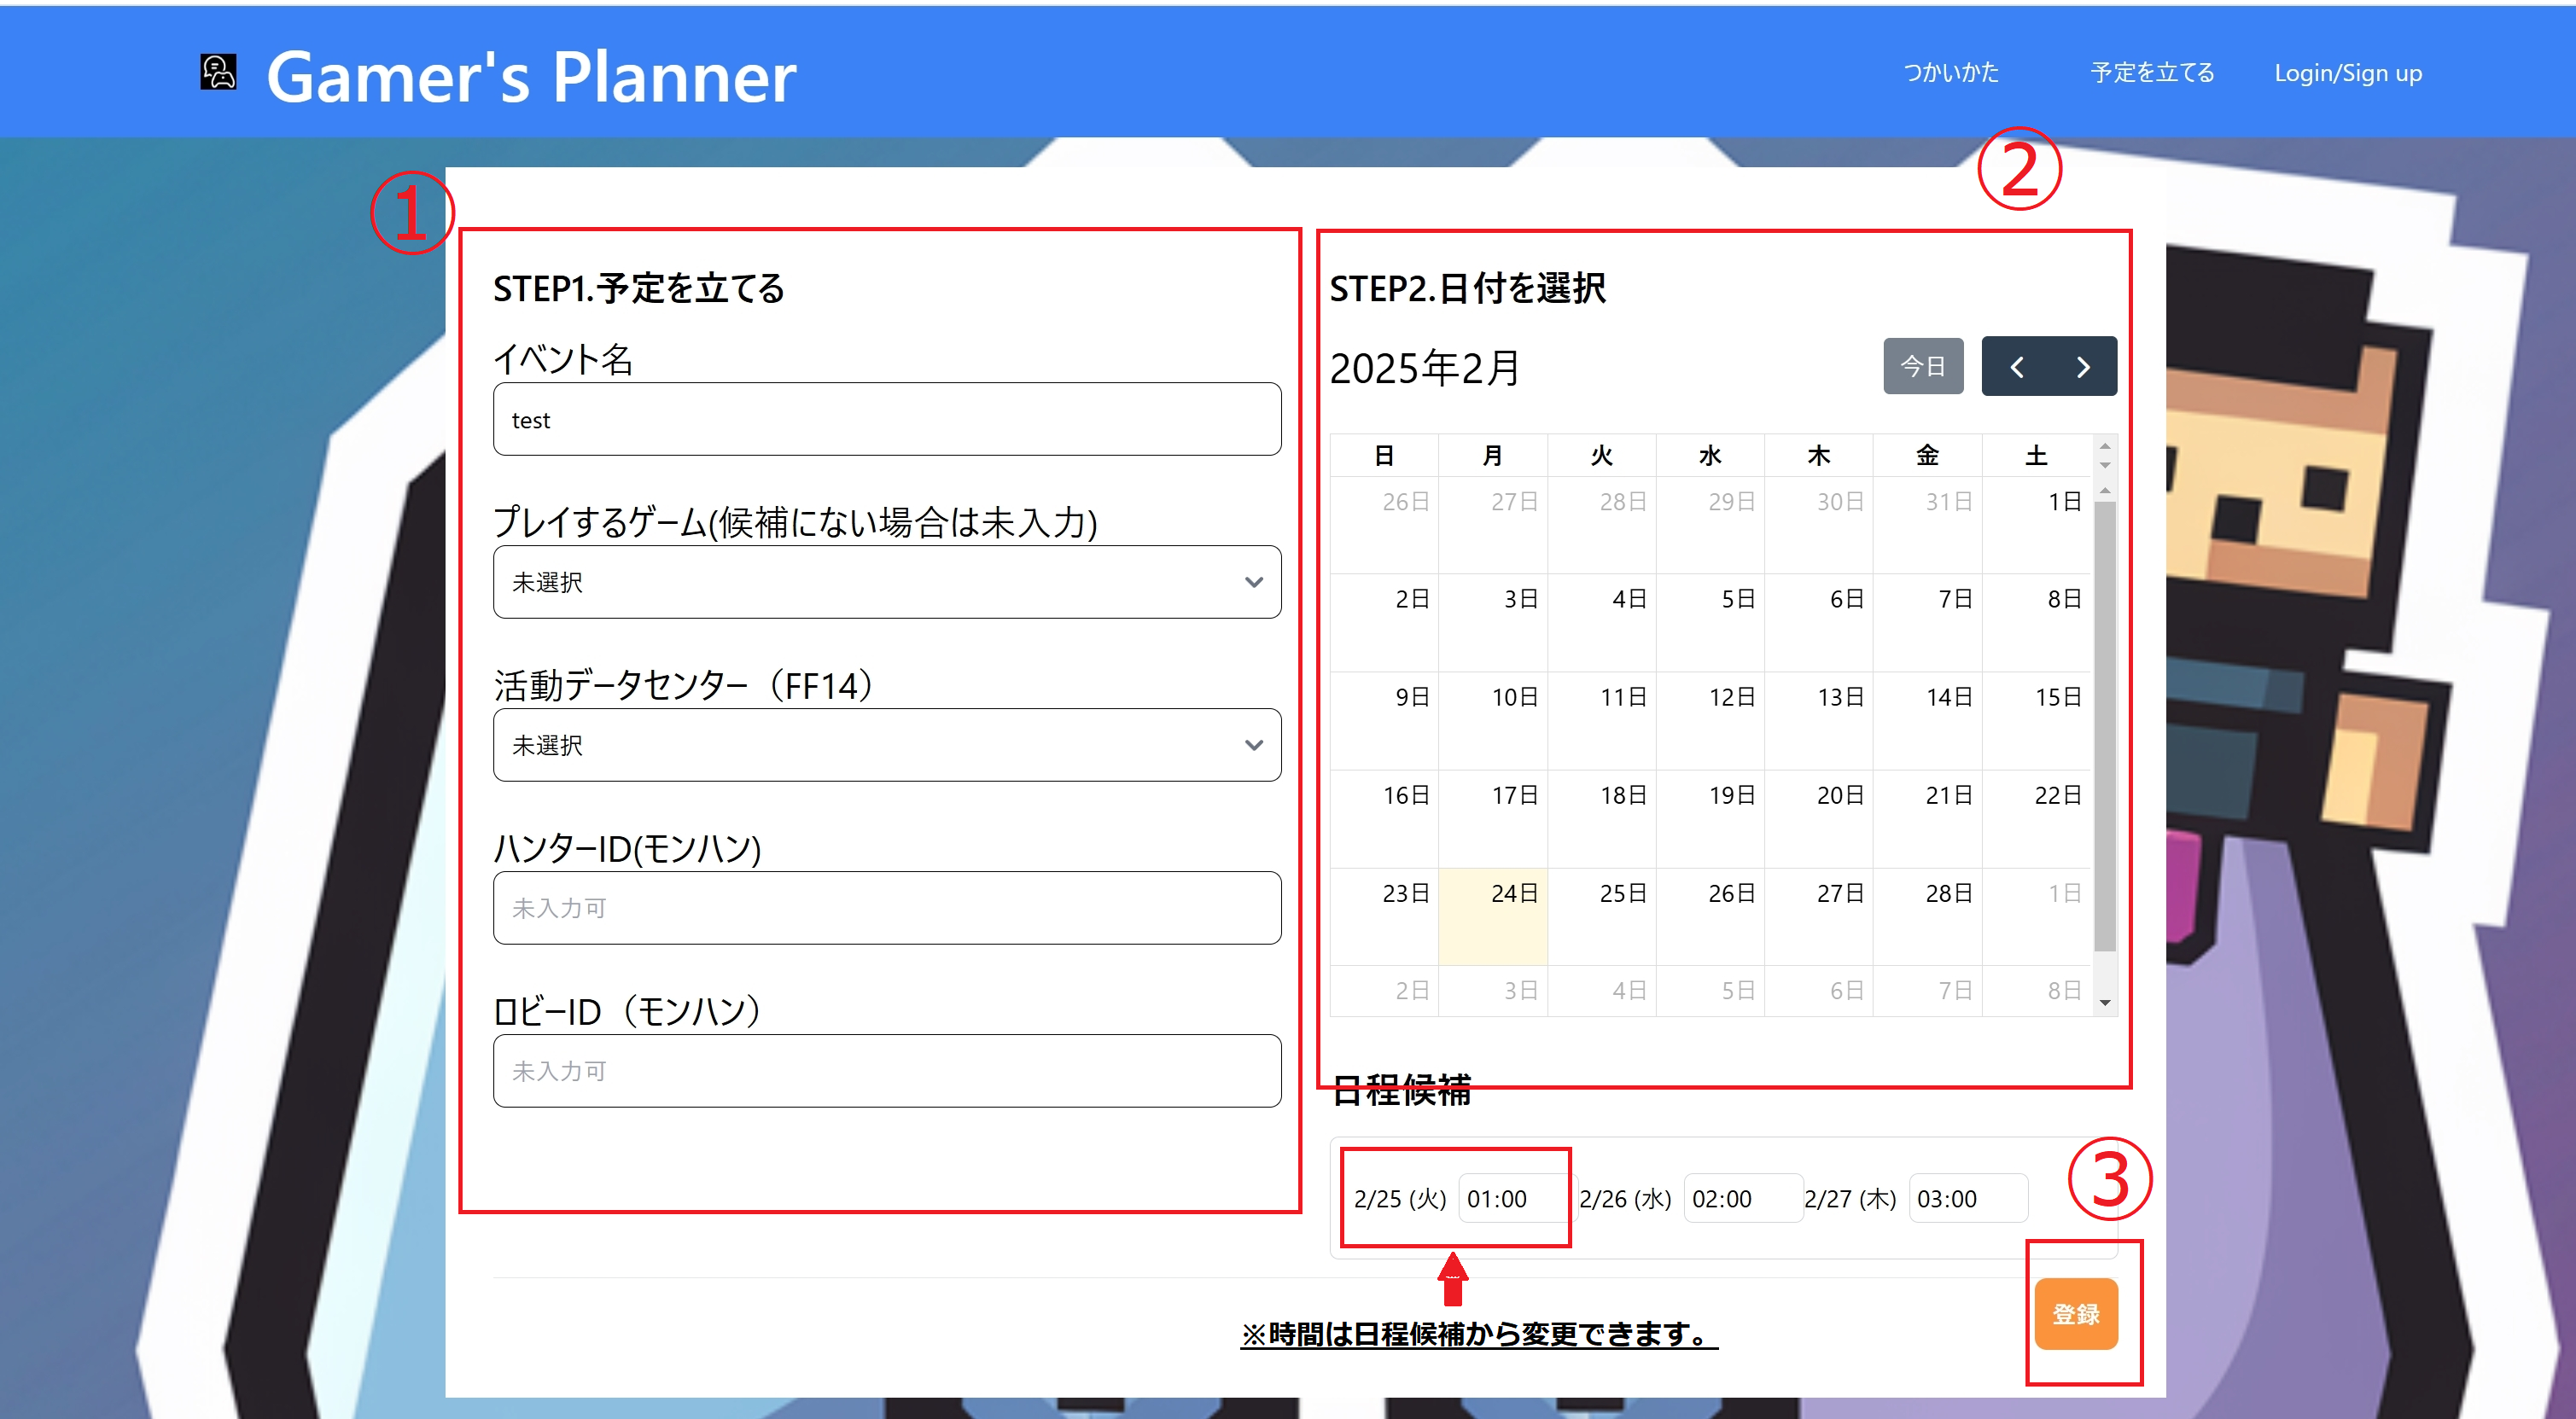 Gamer's Planner
つかいかた 予定を立てる Login/Sign up
①
②
STEP1.予定を立てる
イベント名
test
プレイするゲーム(候補にない場合は未入力)
未選択
活動データセンター（FF14）
未選択
ハンターID(モンハン)
未入力可
ロビーID（モンハン）
未入力可
STEP2.日付を選択
2025年2月 今日
日 月 火 水 木 金 土
26日 27日 28日 29日 30日 31日 1日
2日 3日 4日 5日 6日 7日 8日
9日 10日 11日 12日 13日 14日 15日
16日 17日 18日 19日 20日 21日 22日
23日 24日 25日 26日 27日 28日 1日
2日 3日 4日 5日 6日 7日 8日
日程候補
2/25 (火) 01:00 2/26 (水) 02:00 2/27 (木) 03:00
③
登録
※時間は日程候補から変更できます。